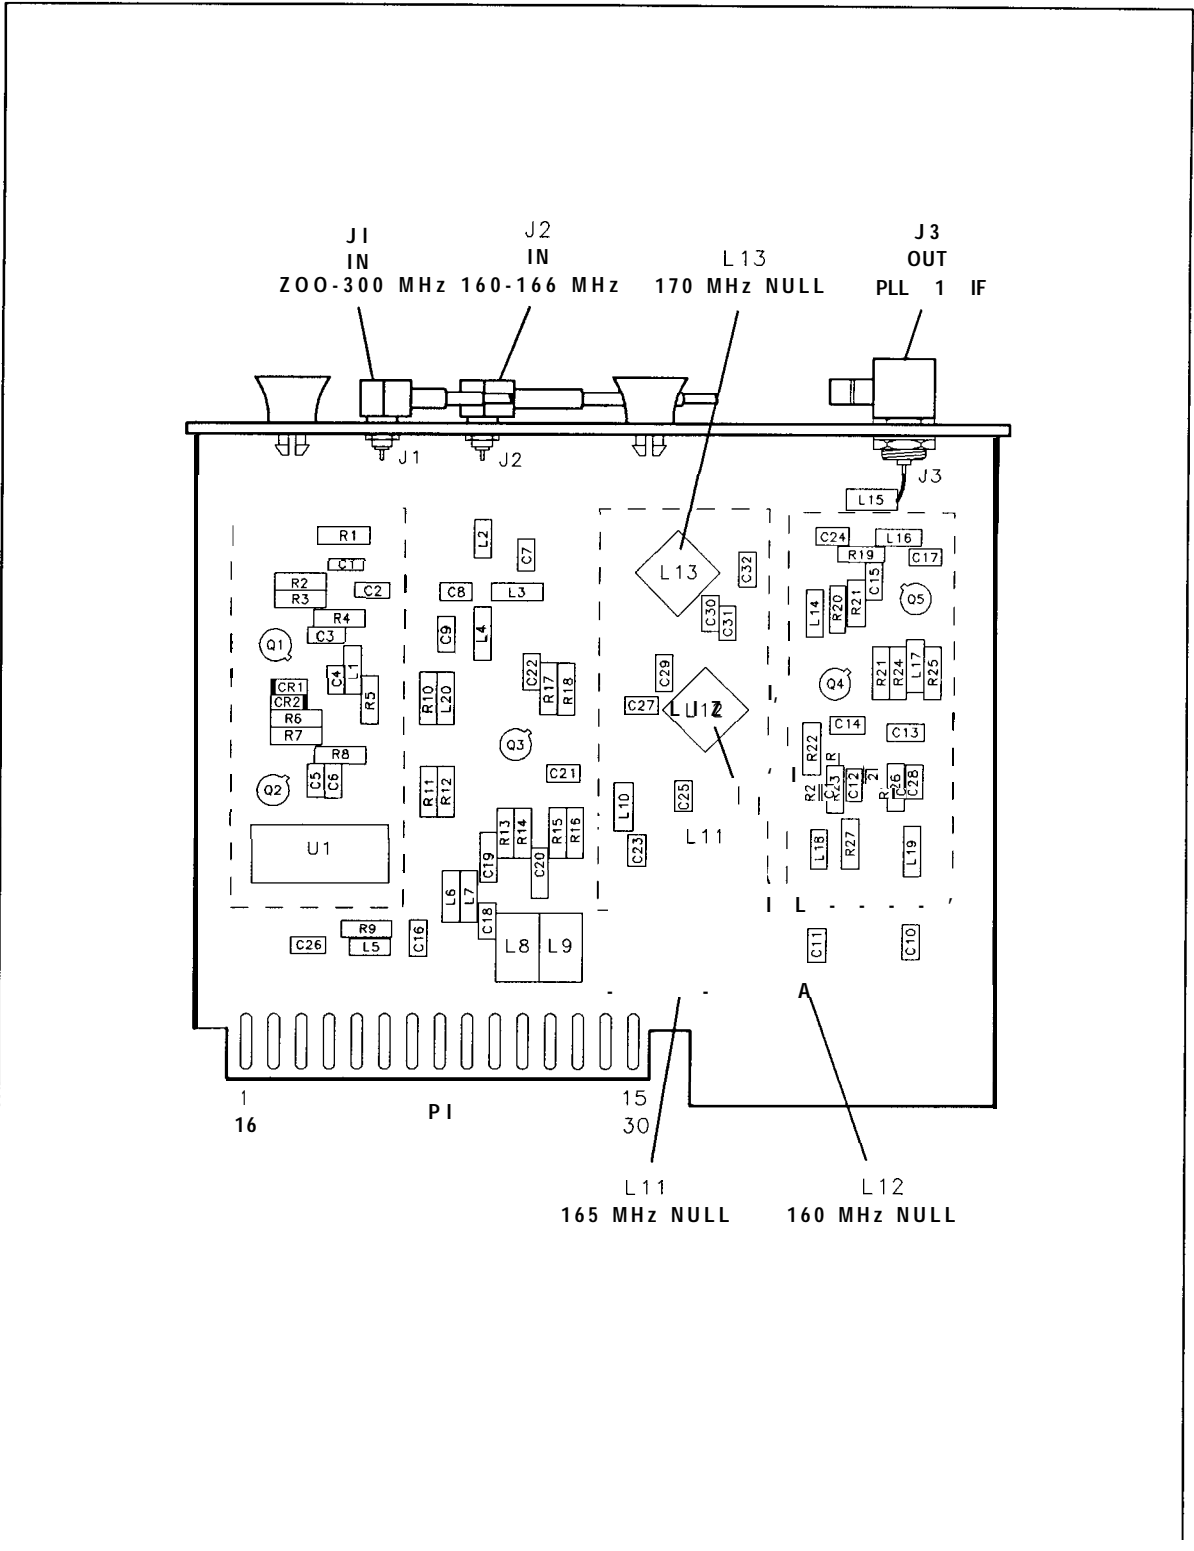 JI
IN
ZOO-300 MHz
J2
IN
160-166 MHz
L13
170 MHz NULL
J3
OUT
PLL 1 IF
J1
J2
J3
L15
R1
L2
C7
C24
L16
C1
R19
C17
R2
R3
C2
C8
L3
L13
C32
C15
L14
R20
R21
Q5
R4
C3
C9
L4
C30
C31
Q1
C4
L1
R5
CR1
CR2
R6
R7
R10
L20
C22
R17
R18
C29
C27
L I Z
L12
Q4
R21
R24
L17
R25
R8
Q3
C14
C13
R22
Q2
C5
C6
R11
R12
C21
L10
C25
R23
C12
C26
C28
U1
R13
R14
R15
R16
C19
C20
C23
L11
L18
R27
L19
L6
L7
C18
I L - - - - - ,
R9
L5
C26
C16
L8
L9
C11
C10
A
1
16
PI
15
30
L11
165 MHz NULL
L12
160 MHz NULL